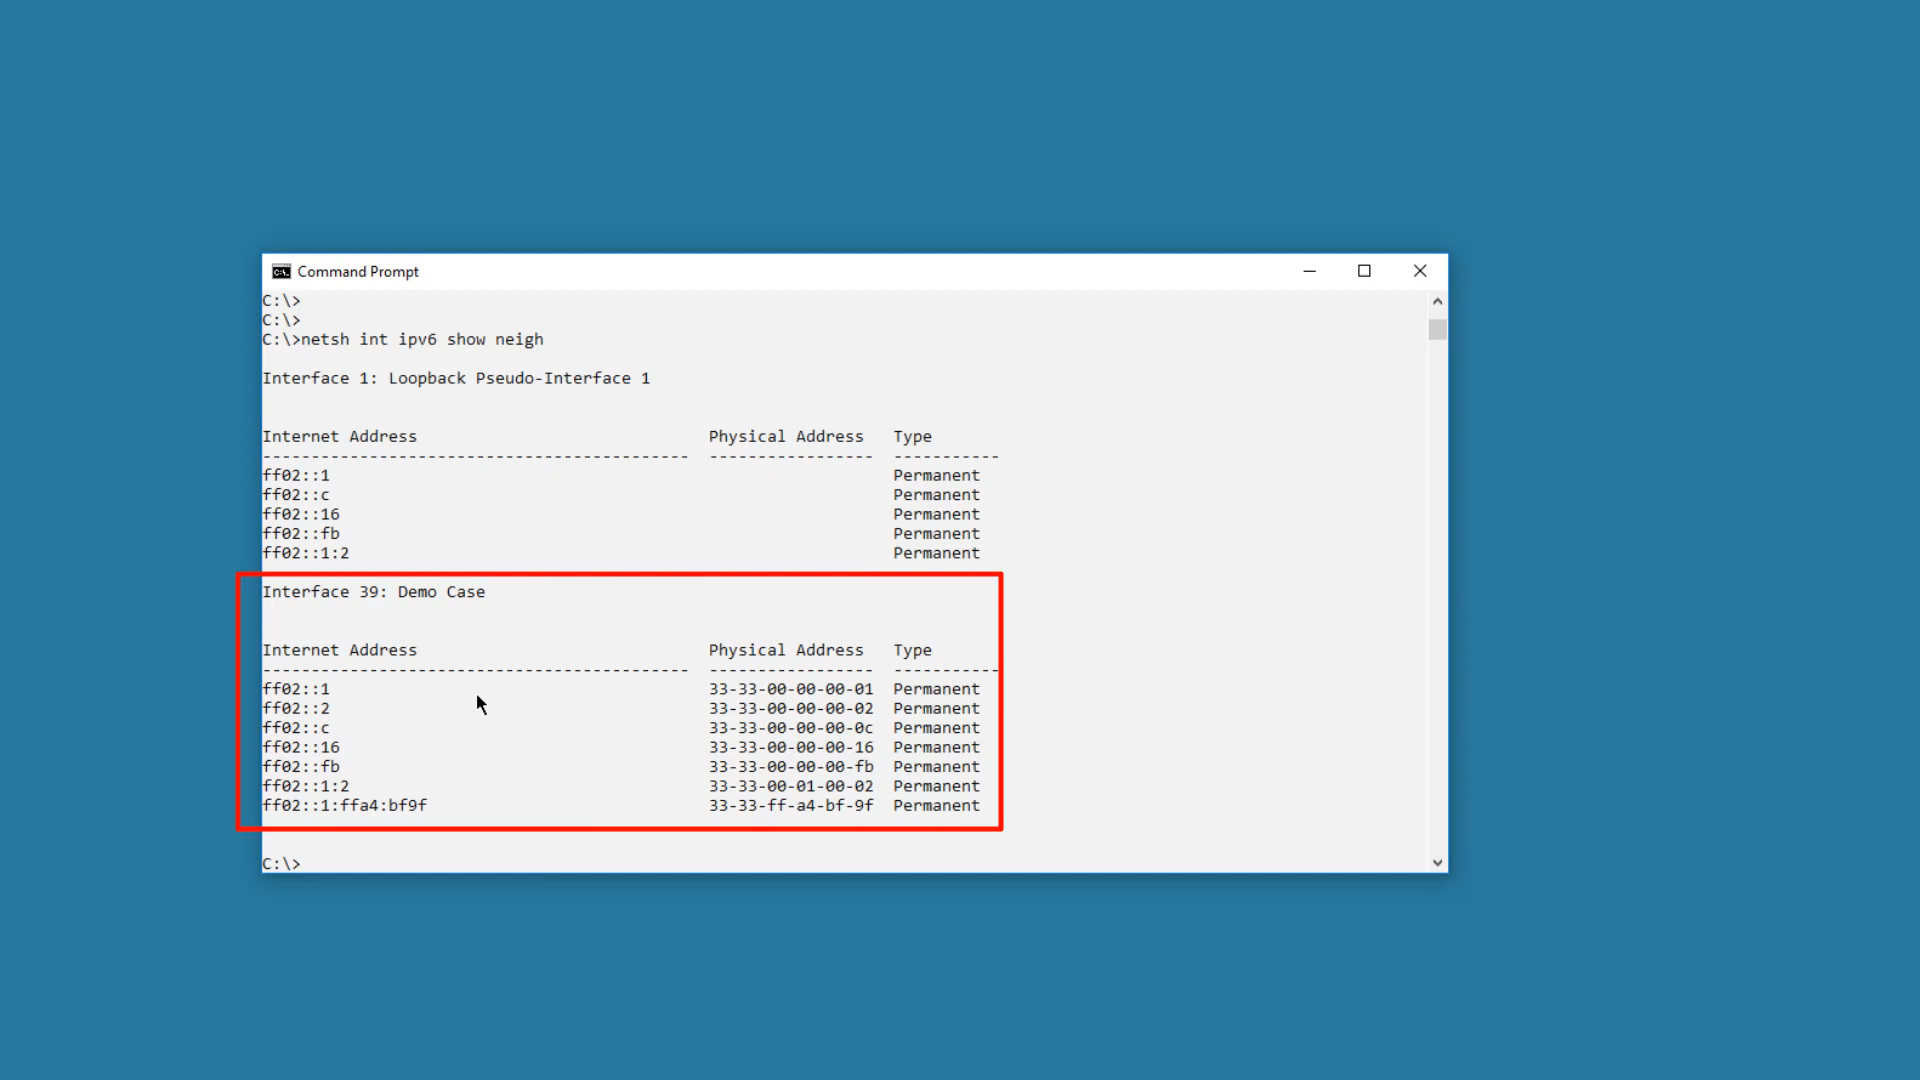 Command Prompt
C:\>
C:\>
C:\>netsh int ipv6 show neigh
Interface 1: Loopback Pseudo-Interface 1
Internet Address                              Physical Address   Type
--------------------------------------------  -----------------  -----------
ff02::1                                                          Permanent
ff02::c                                                          Permanent
ff02::16                                                         Permanent
ff02::fb                                                         Permanent
ff02::1:2                                                        Permanent
Interface 39: Demo Case
Internet Address                              Physical Address   Type
--------------------------------------------  -----------------  -----------
ff02::1                                       33-33-00-00-00-01  Permanent
ff02::2                                       33-33-00-00-00-02  Permanent
ff02::c                                       33-33-00-00-00-0c  Permanent
ff02::16                                      33-33-00-00-00-16  Permanent
ff02::fb                                      33-33-00-00-00-fb  Permanent
ff02::1:2                                     33-33-00-01-00-02  Permanent
ff02::1:ffa4:bf9f                             33-33-ff-a4-bf-9f  Permanent
C:\>